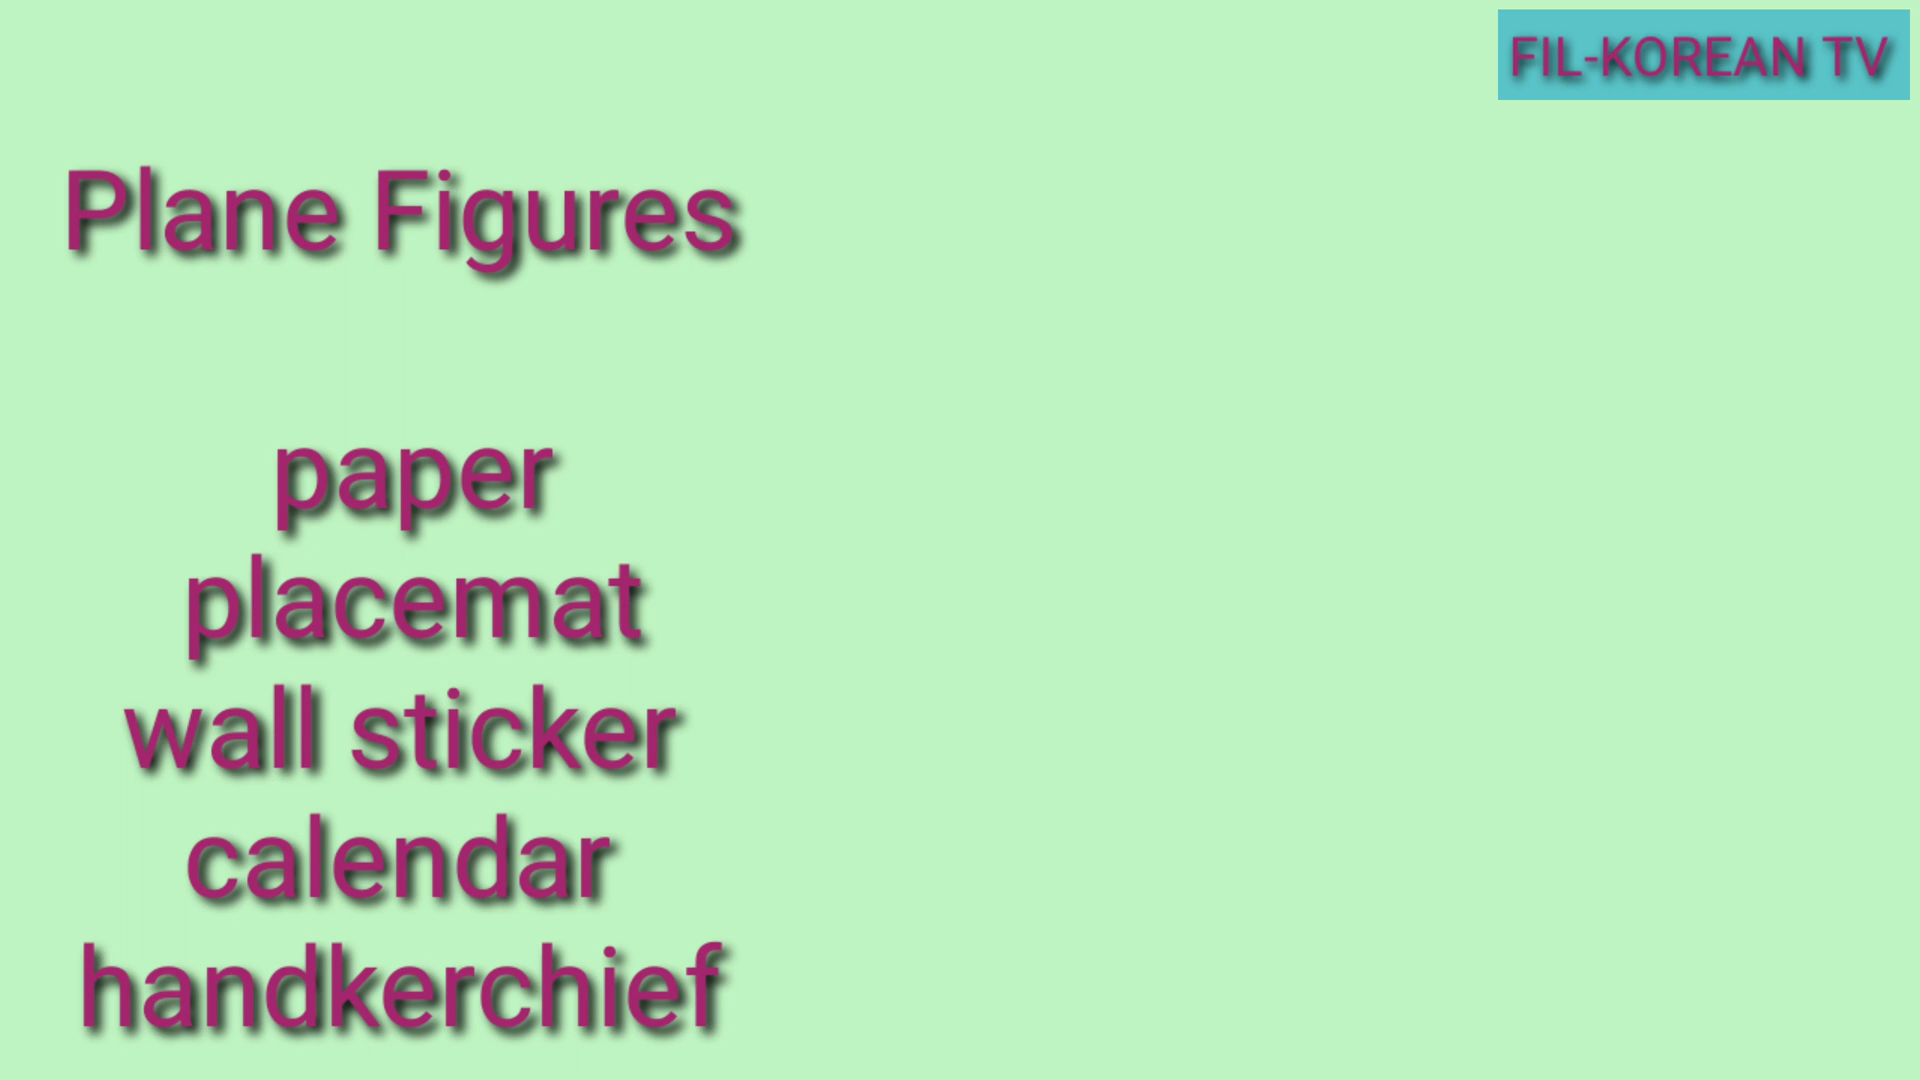 FIL-KOREAN TV
Plane Figures
paper
placemat
wall sticker
calendar
handkerchief